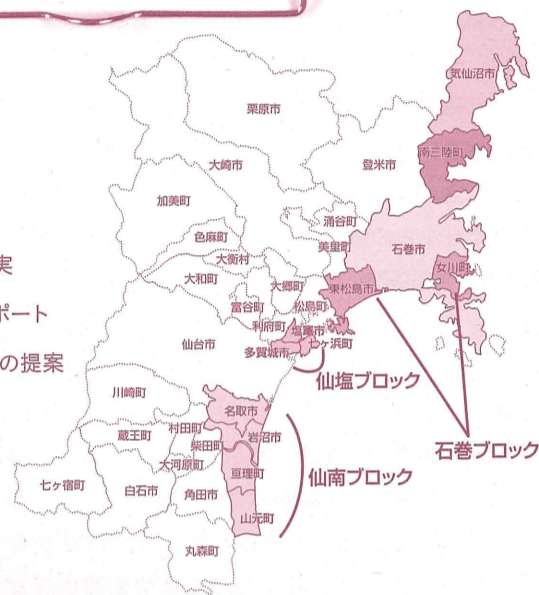 気仙沼市
栗原市
南三陸町
大崎市
登米市
加美町
涌谷町
色麻町
美里町
石巻市
大衡村
女川町
実
大和町
大郷町
東松島市
富谷町
松島町
ポート
利府町
塩竈市
仙台市
多賀城市
七ヶ浜町
の提案
仙塩ブロック
川崎町
名取市
村田町
岩沼市
蔵王町
柴田町
石巻ブロック
大河原町
亘理町
仙南ブロック
七ヶ宿町
白石市
角田市
山元町
丸森町